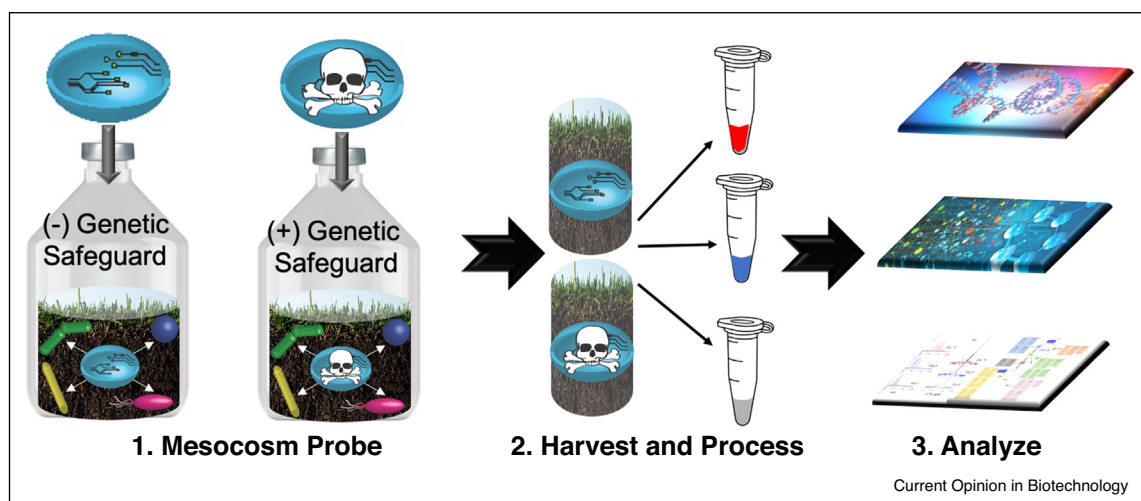 (-) Genetic
Safeguard
(+) Genetic
Safeguard
1. Mesocosm Probe
2. Harvest and Process
3. Analyze
Current Opinion in Biotechnology